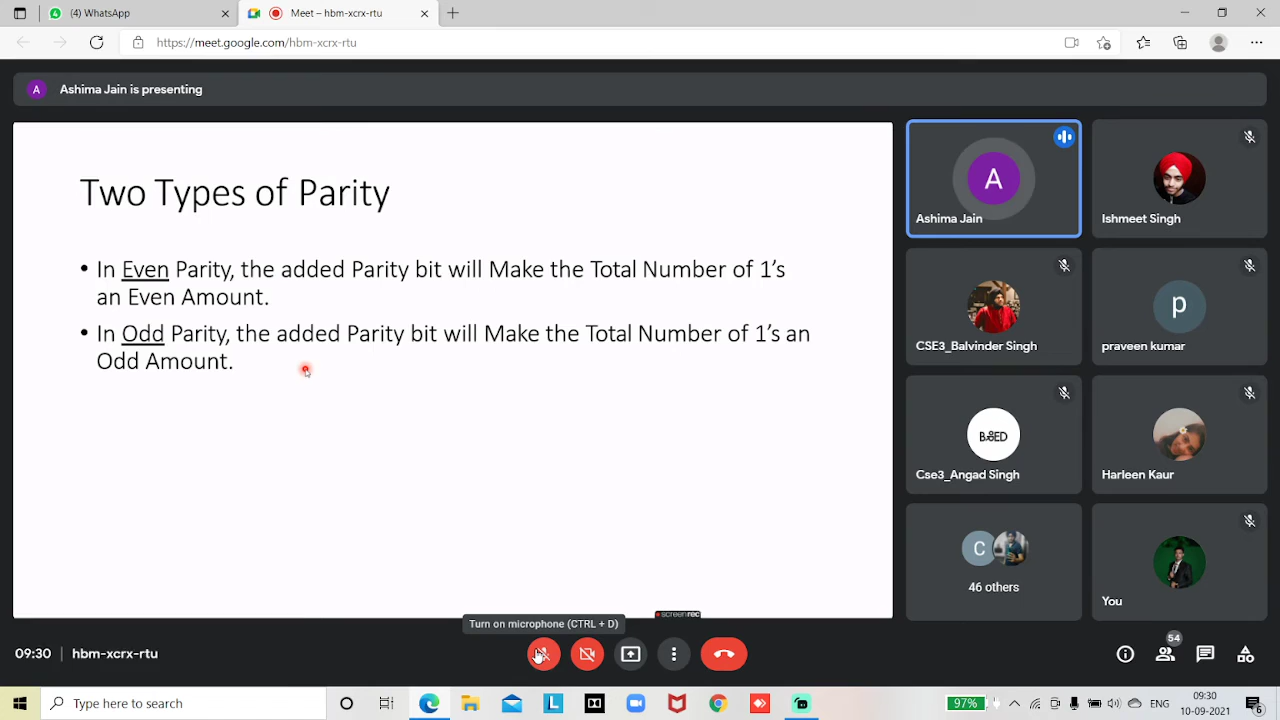 (4) WhatsApp
Meet – hbm-xcrx-rtu
https://meet.google.com/hbm-xcrx-rtu
A
Ashima Jain is presenting
Two Types of Parity
• In Even Parity, the added Parity bit will Make the Total Number of 1’s
an Even Amount.
• In Odd Parity, the added Parity bit will Make the Total Number of 1’s an
Odd Amount.
A
Ashima Jain
Ishmeet Singh
CSE3_Balvinder Singh
p
praveen kumar
Cse3_Angad Singh
Harleen Kaur
C
46 others
You
screenrec
Turn on microphone (CTRL + D)
09:30 | hbm-xcrx-rtu
54
Type here to search
L
97%
ENG
09:30
10-09-2021
6